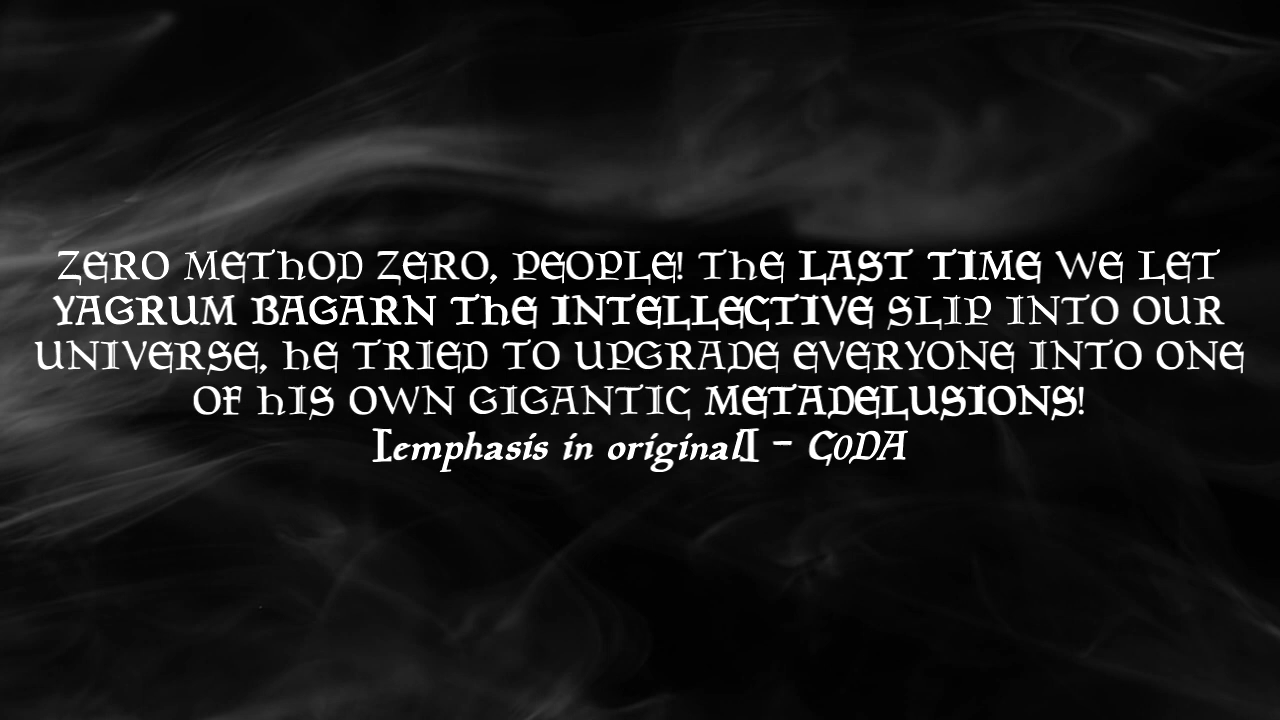 ZERO METhOD ZERO, PEOPLE! ThE LAST TIME WE LET
YAGRUM BAGARN ThE INTELLECTIVE SLIP INTO OUR
UNIVERSE, hE TRIED TO UPGRADE EVERYONE INTO ONE
OF hIS OWN GIGANTIC METADELUSIONS!
[emphasis in original] - C0DA